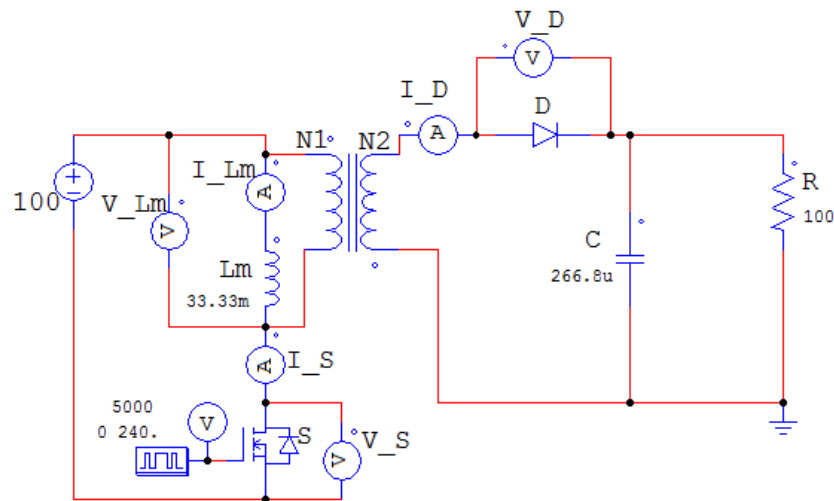 V_D
V
I_D
D
A
N1
N2
I_Lm
A
100
V_Lm
V
R
100
C
266.8u
Lm
33.33m
A
I_S
5000
0 240.
V
S
V
V_S